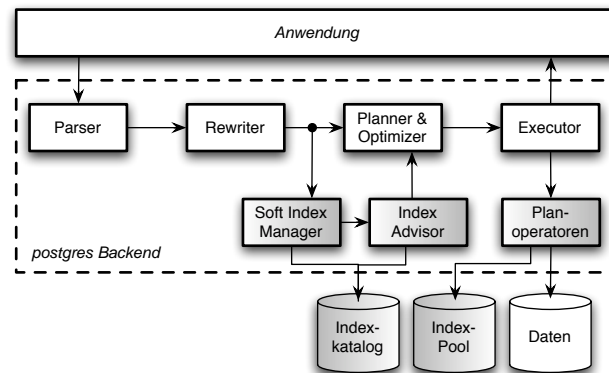 Anwendung
Parser
Rewriter
Planner &
Optimizer
Executor
Soft Index
Manager
Index
Advisor
Plan-
operatoren
postgres Backend
Index-
katalog
Index-
Pool
Daten